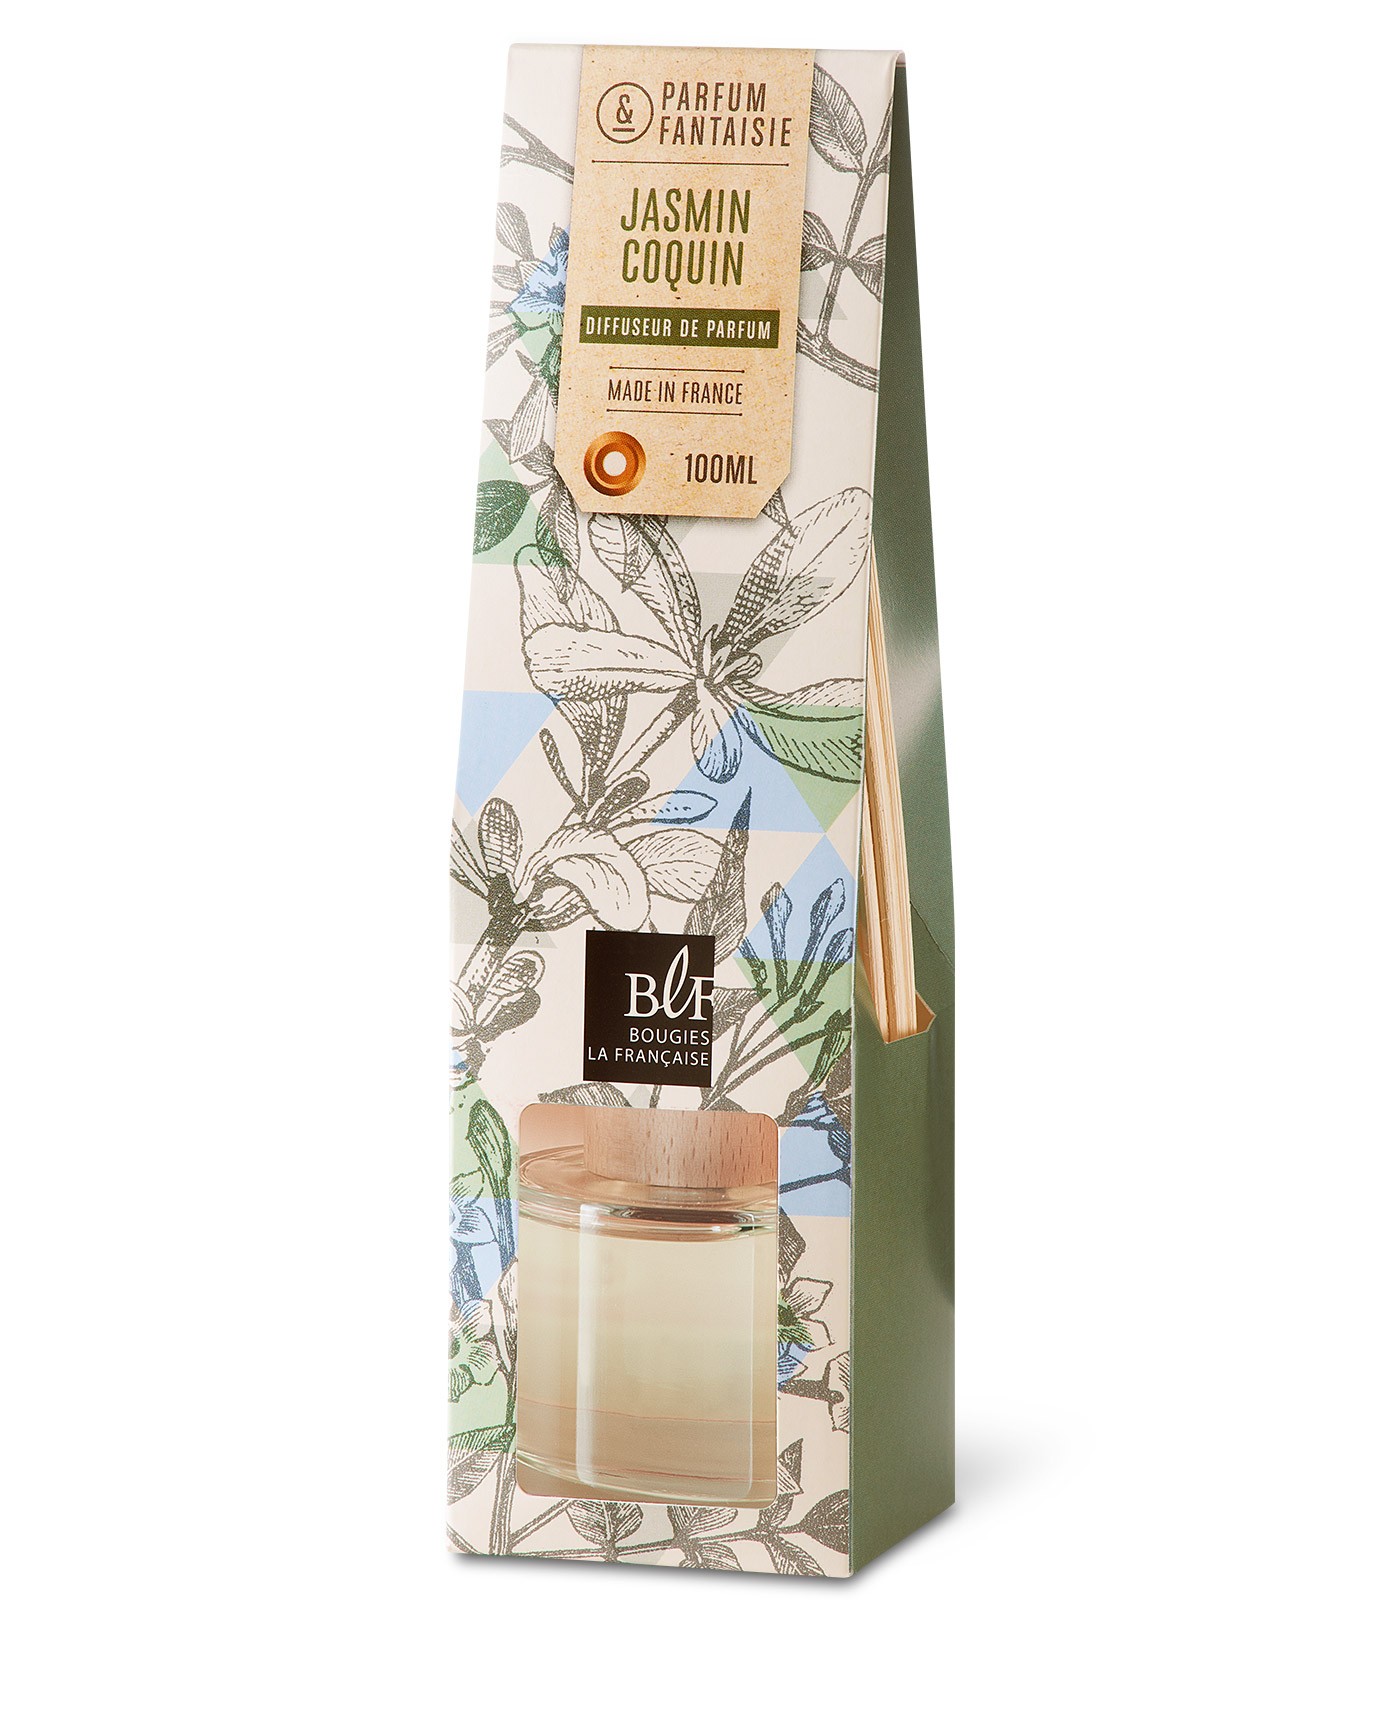 &
PARFUM
FANTAISIE
JASMIN
COQUIN
DIFFUSEUR DE PARFUM
MADE IN FRANCE
100ML
BLF
BOUGIES
LA FRANÇAISE